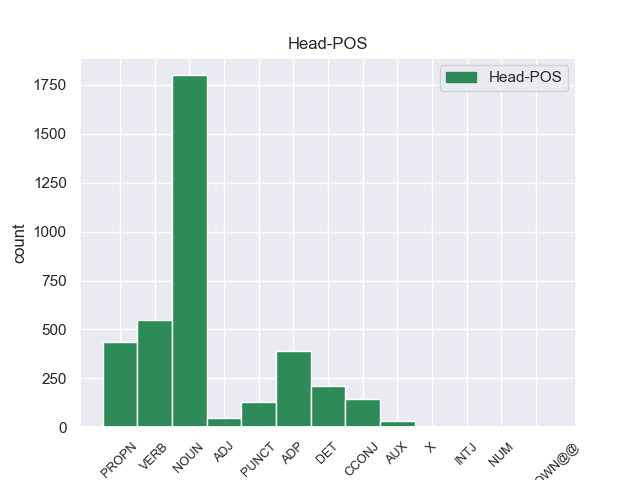 Head-POS
Head-POS
1750
1500
1250
1000
750
500
250
0
count
PROPN VERB NOUN ADJ PUNCT ADP DET CCONJ AUX X INTJ NUM OWN@@